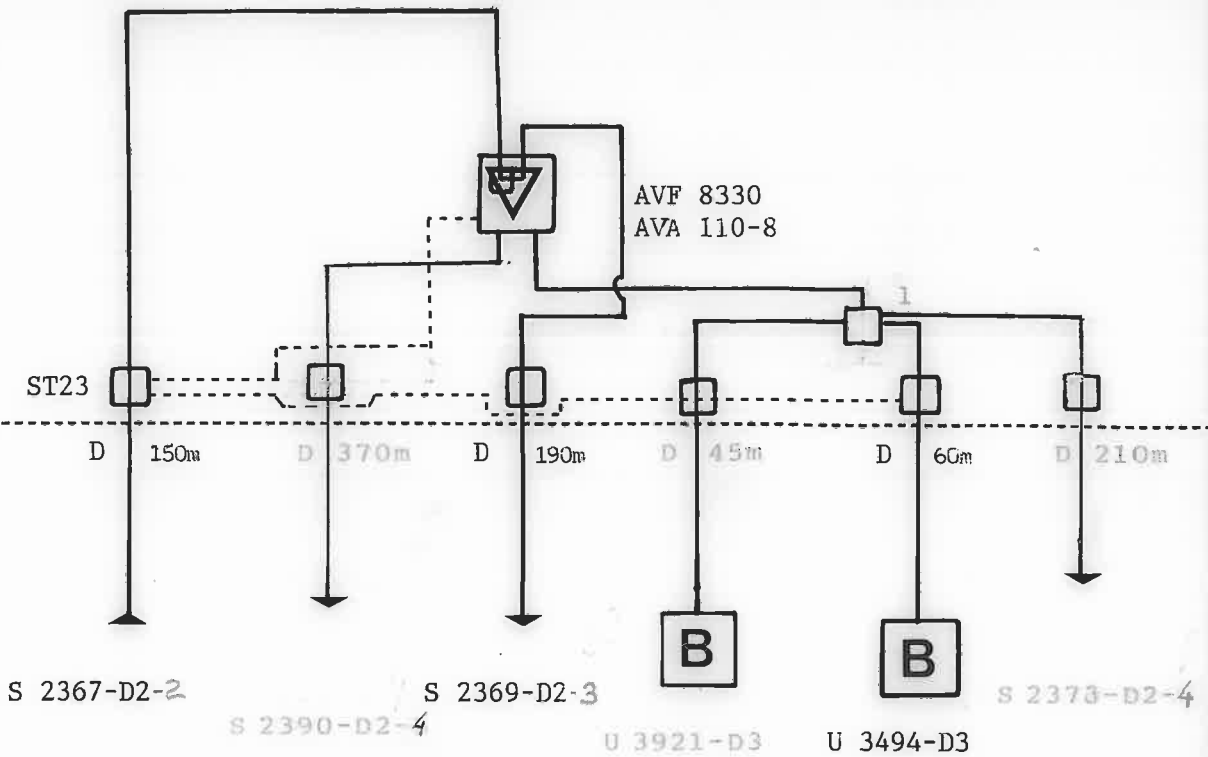 AVF 8330
AVA 110-8
1
ST23
D 150m
D 370m
D 190m
D 45m
D 60m
D 210m
B
B
S 2367-D2-2
S 2390-D2-4
S 2369-D2-3
U 3921-D3
U 3494-D3
S 2373-D2-4